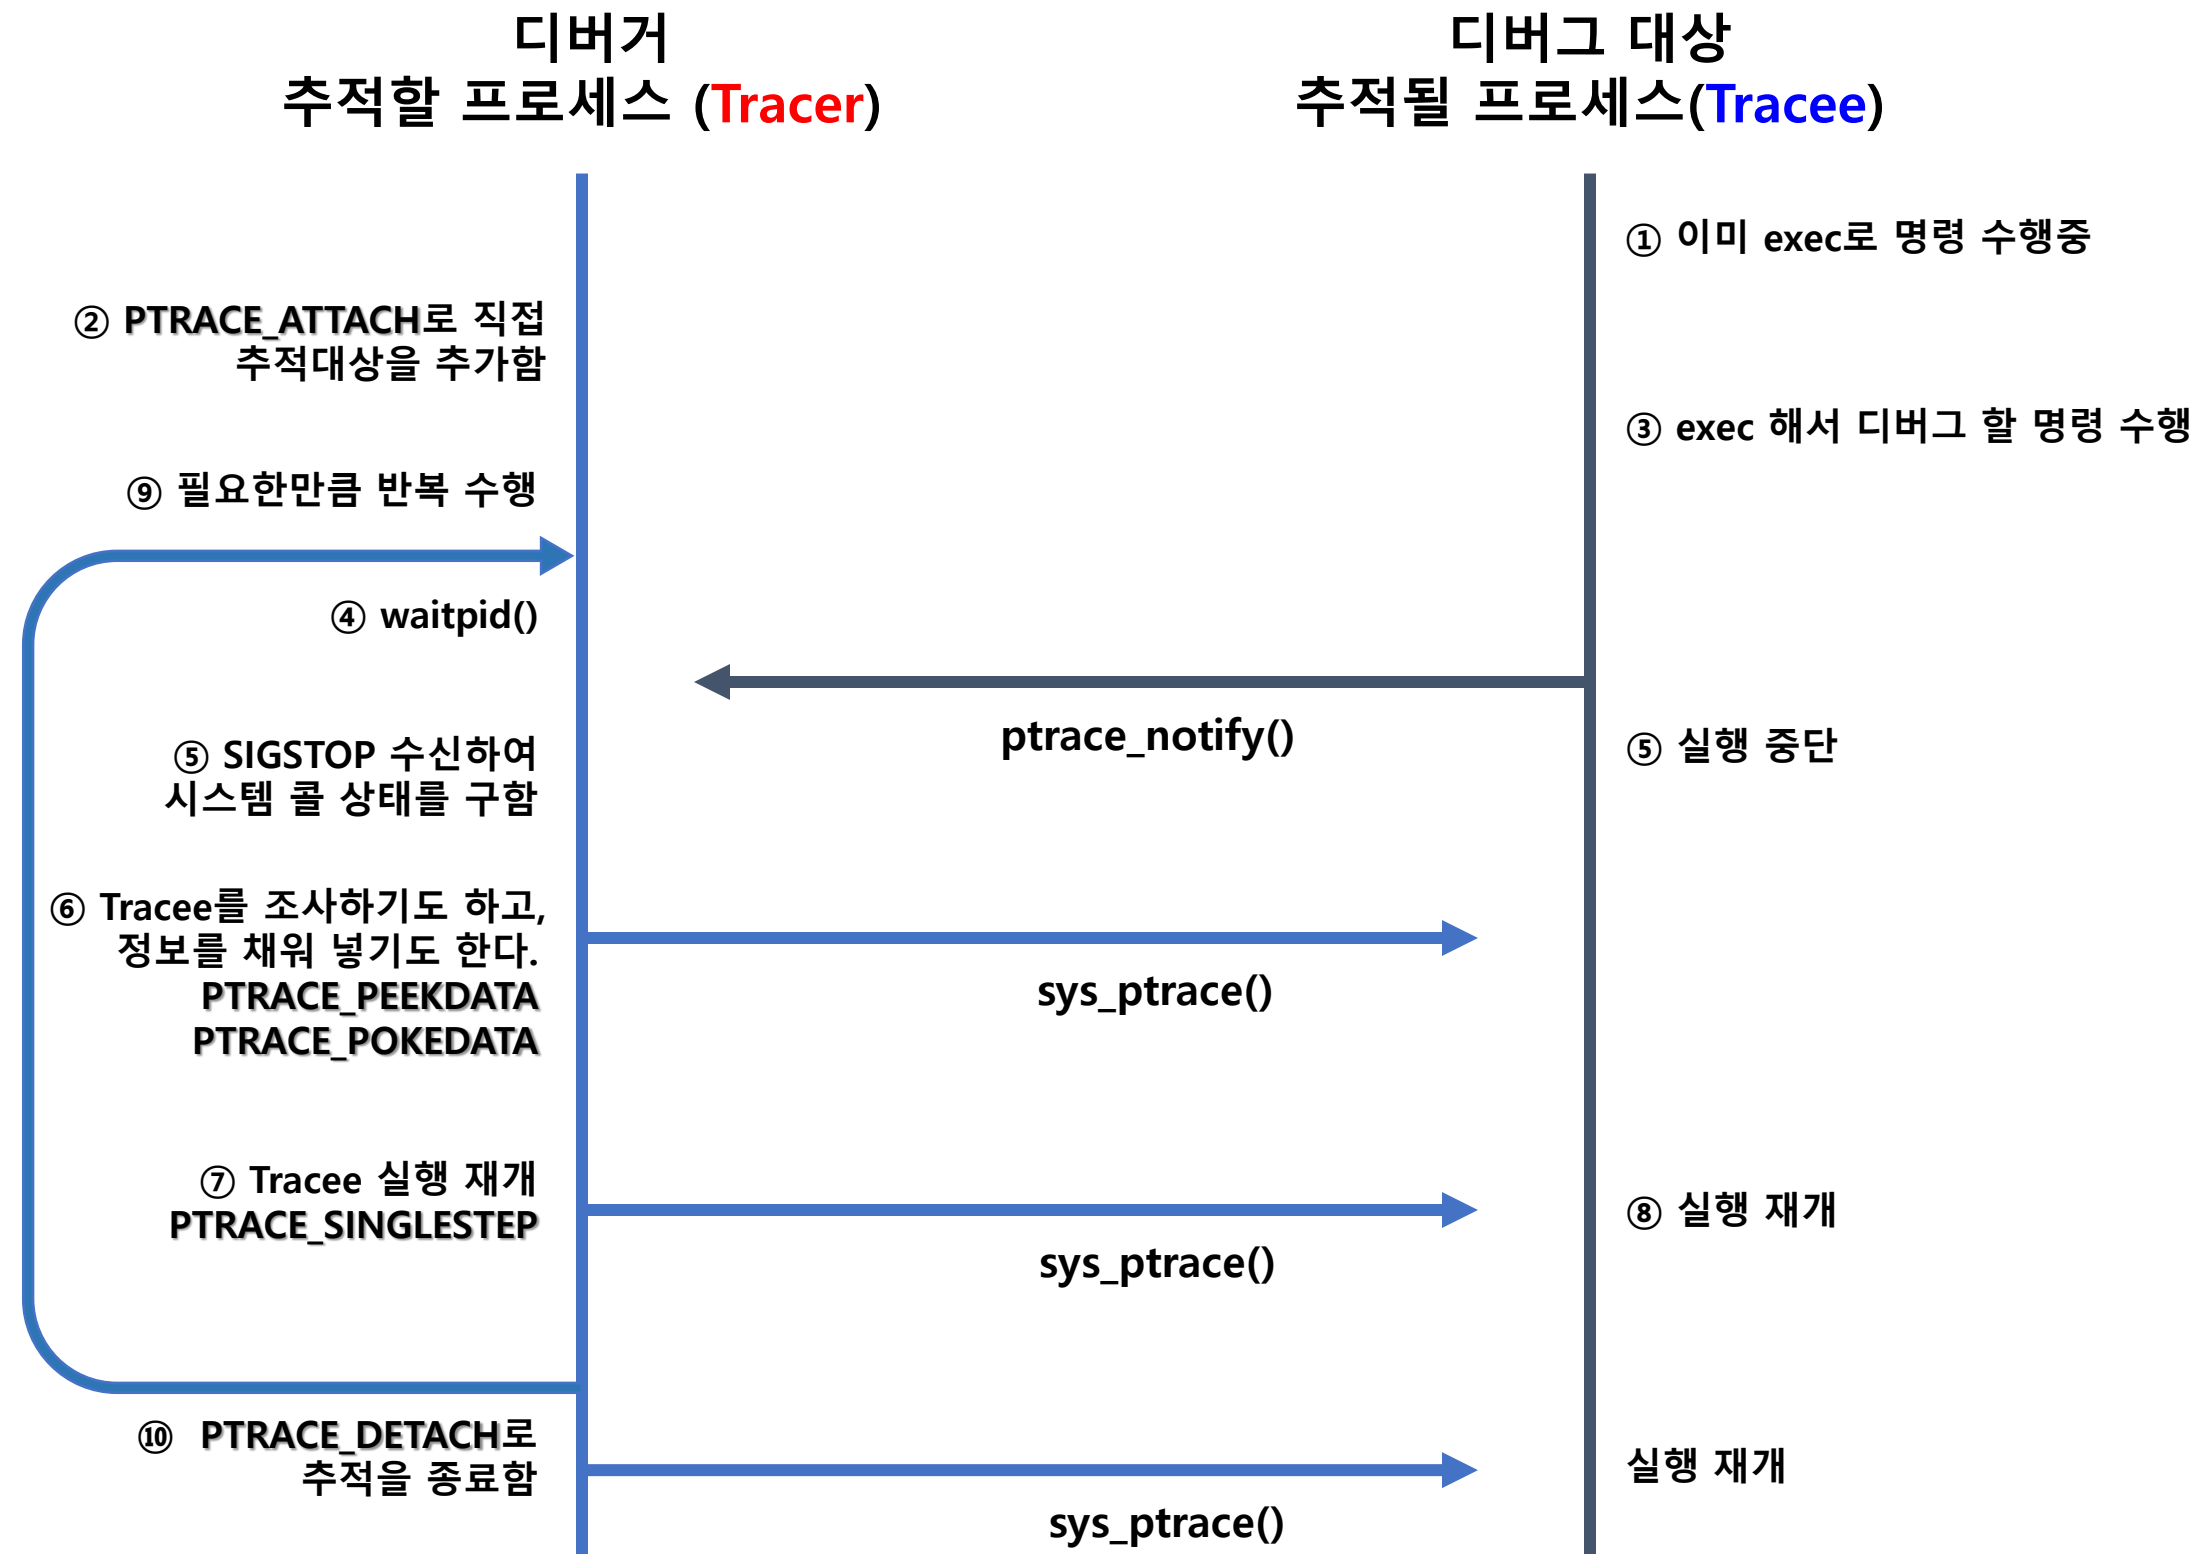 디버거
추적할 프로세스 (Tracer)
디버그 대상
추적될 프로세스(Tracee)
① 이미 exec로 명령 수행중
② PTRACE_ATTACH로 직접
추적대상을 추가함
③ exec 해서 디버그 할 명령 수행
⑨ 필요한만큼 반복 수행
④ waitpid()
ptrace_notify()
⑤ SIGSTOP 수신하여
시스템 콜 상태를 구함
⑤ 실행 중단
⑥ Tracee를 조사하기도 하고,
정보를 채워 넣기도 한다.
PTRACE_PEEKDATA
PTRACE_POKEDATA
sys_ptrace()
⑦ Tracee 실행 재개
PTRACE_SINGLESTEP
sys_ptrace()
⑧ 실행 재개
⑩ PTRACE_DETACH로
추적을 종료함
sys_ptrace()
실행 재개